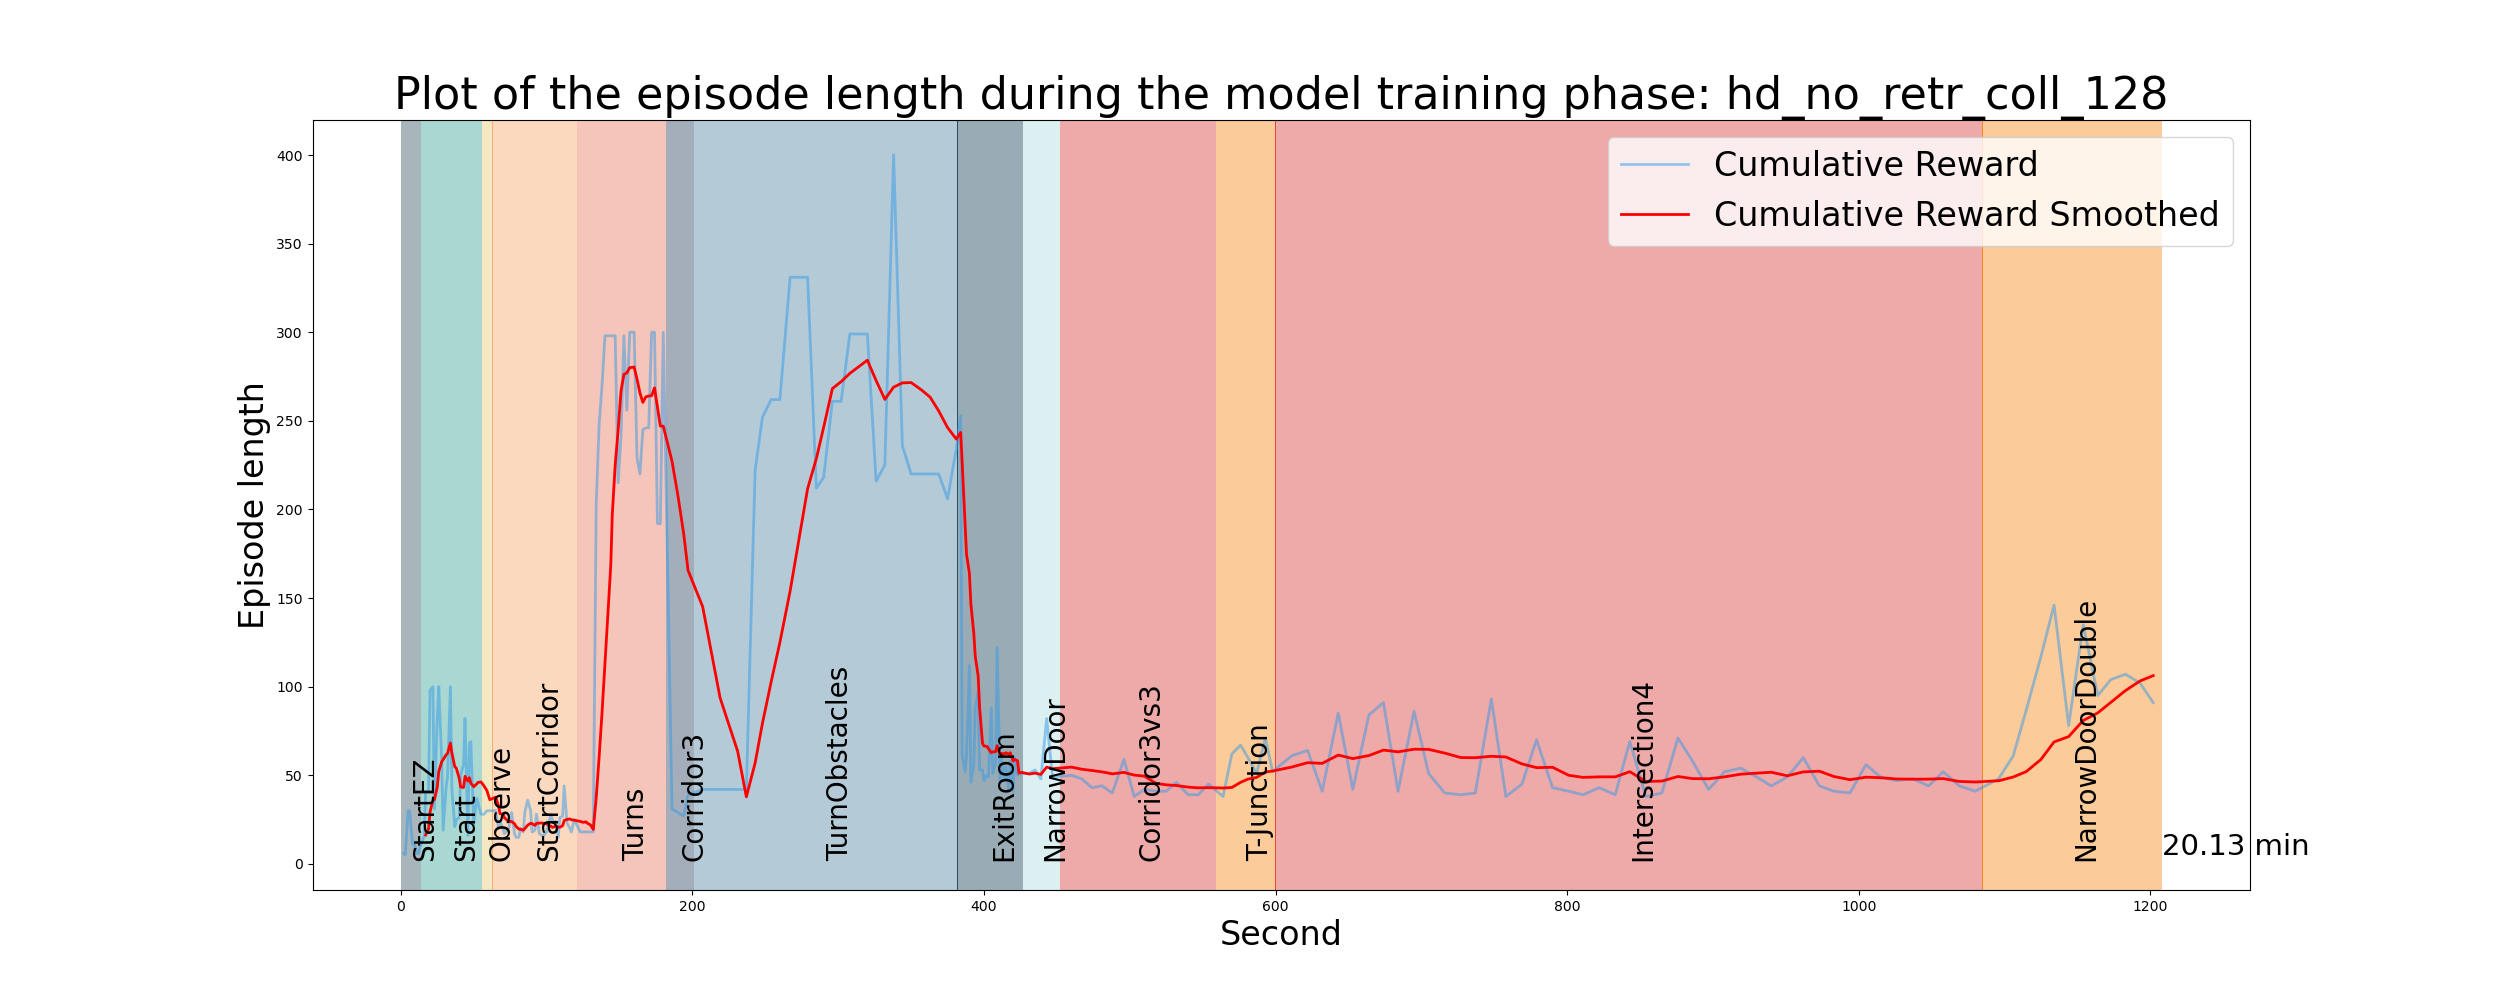 Plot of the episode length during the model training phase: hd_no_retr_coll_128
Cumulative Reward
Cumulative Reward Smoothed
Episode length
400
350
300
250
200
150
100
50
0
StartEZ
Start
Observe
StartCorridor
Turns
Corridor3
TurnObstacles
ExitRoom
NarrowDoor
Corridor3vs3
T-Junction
Intersection4
NarrowDoorDouble
20.13 min
0
200
400
600
800
1000
1200
Second